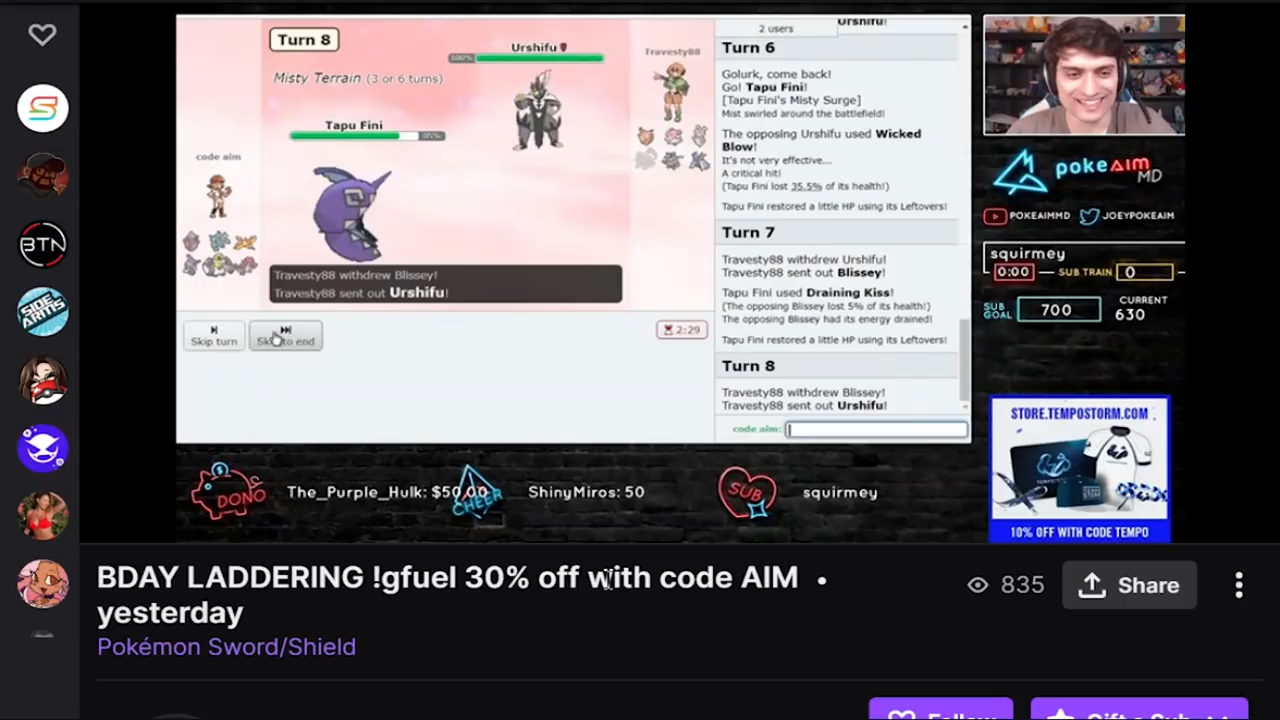 Turn 8
Misty Terrain (3 or 6 turns)
Urshifu
100%
Travesty88
Tapu Fini
85%
code aim
Travesty88 withdrew Blissey!
Travesty88 sent out Urshifu!
Skip turn
Skip to end
2:29
2 users
Urshifu!
Turn 6
Golurk, come back!
Go! Tapu Fini!
[Tapu Fini's Misty Surge]
Mist swirled around the battlefield!
The opposing Urshifu used Wicked
Blow!
It's not very effective...
A critical hit!
(Tapu Fini lost 35.5% of its health!)
Tapu Fini restored a little HP using its Leftovers!
Turn 7
Travesty88 withdrew Urshifu!
Travesty88 sent out Blissey!
Tapu Fini used Draining Kiss!
(The opposing Blissey lost 5% of its health!)
The opposing Blissey had its energy drained!
Tapu Fini restored a little HP using its Leftovers!
Turn 8
Travesty88 withdrew Blissey!
Travesty88 sent out Urshifu!
code aim:
pokeAIM
MD
POKEAIMMD
JOEYPOKEAIM
squirmey
0:00
SUB TRAIN
0
SUB
GOAL
700
CURRENT
630
STORE.TEMPOSTORM.COM
10% OFF WITH CODE TEMPO
DONO
The_Purple_Hulk: $50.00
CHEER
ShinyMiros: 50
SUB
squirmey
S
BTN
SIDE
ARMS
BDAY LADDERING !gfuel 30% off with code AIM •
yesterday
Pokémon Sword/Shield
835
Share
Follow
Gift a Sub